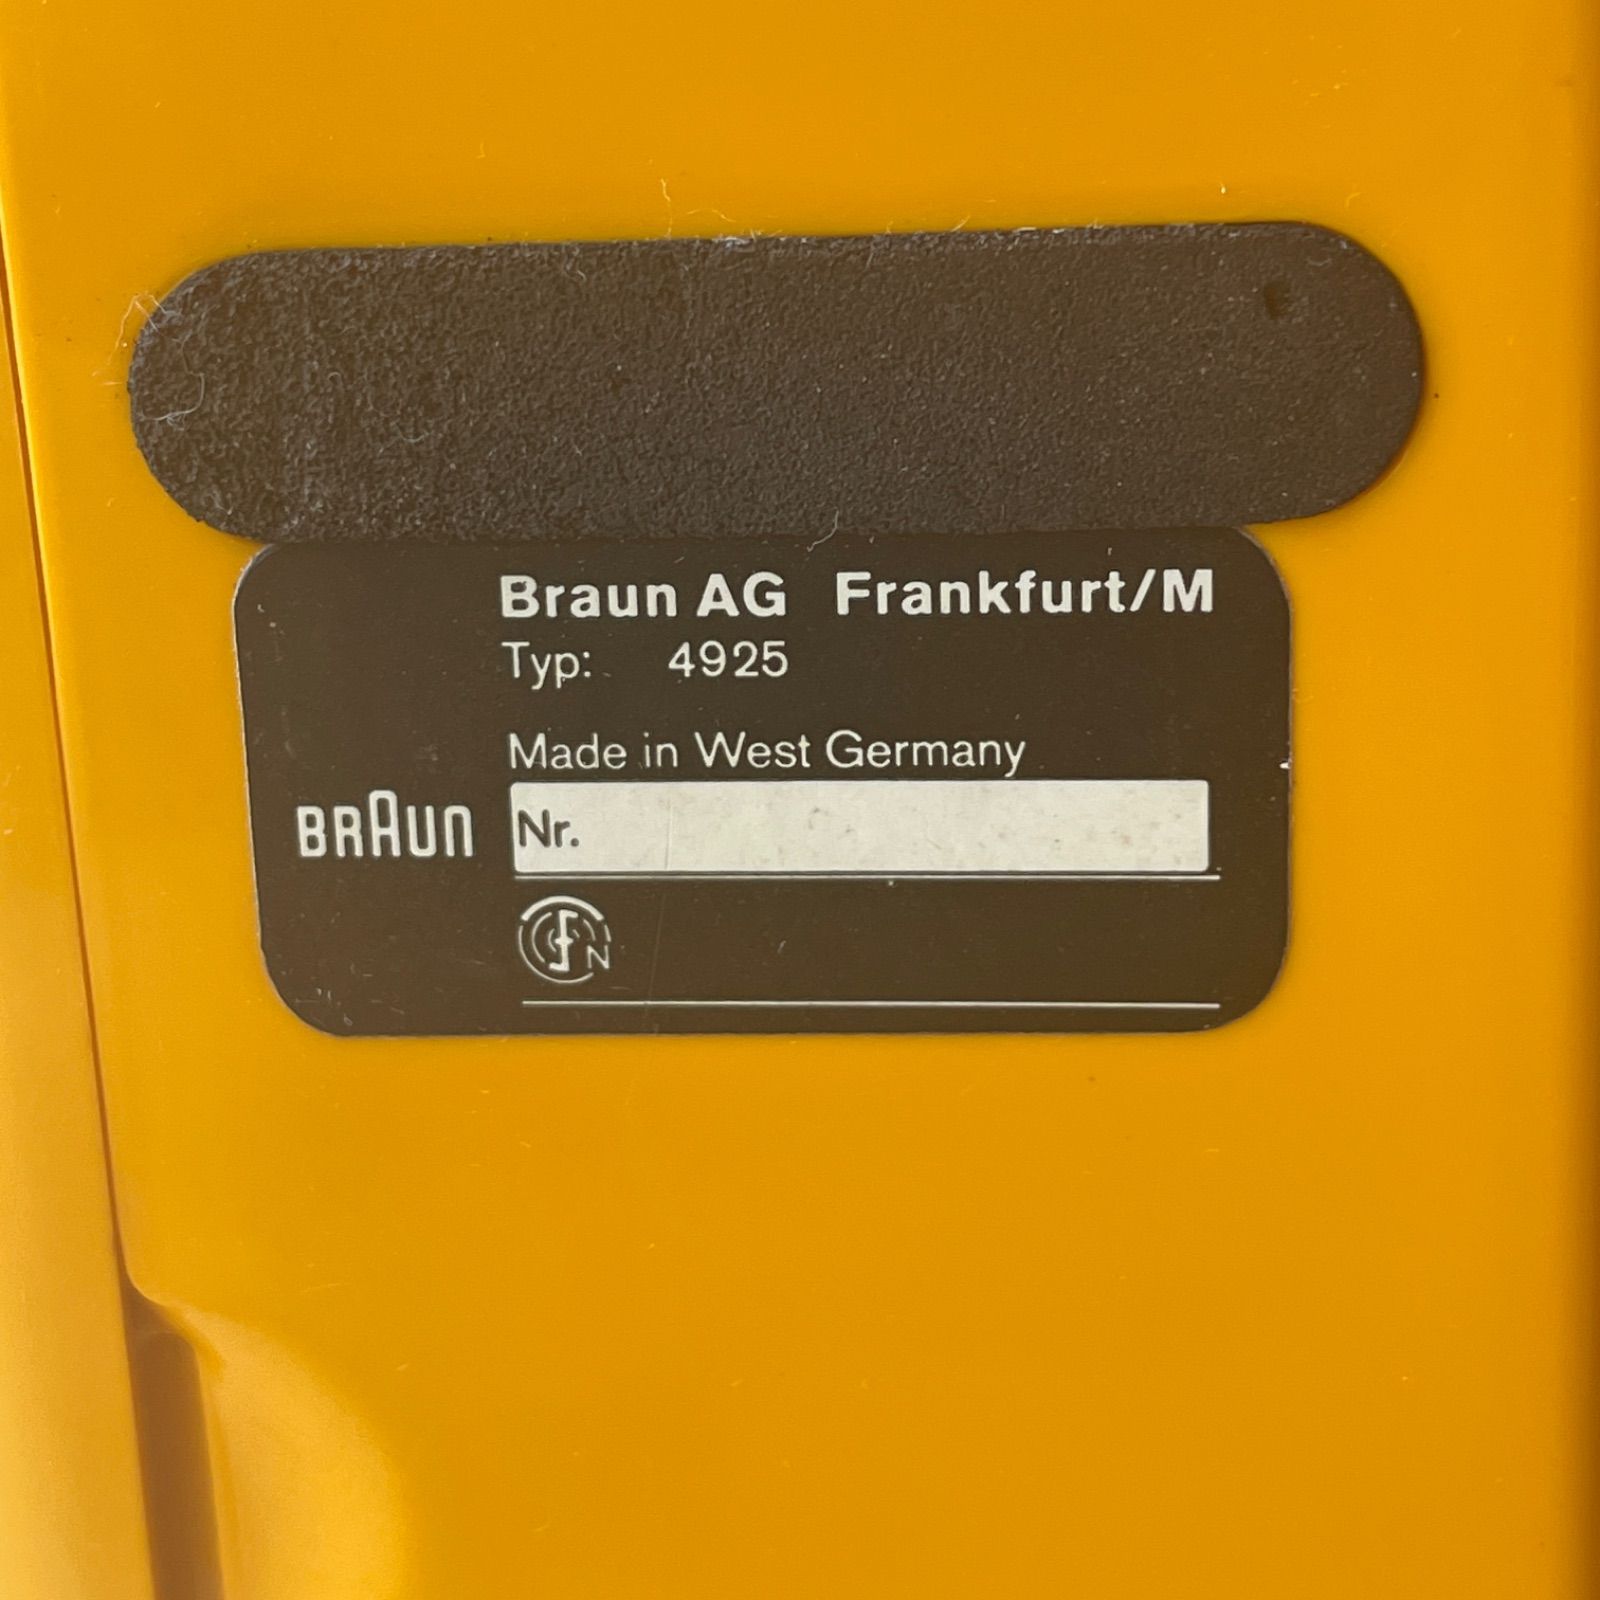 Braun AG Frankfurt/M
Typ: 4925
Made in West Germany
BRAUN
Nr.
N